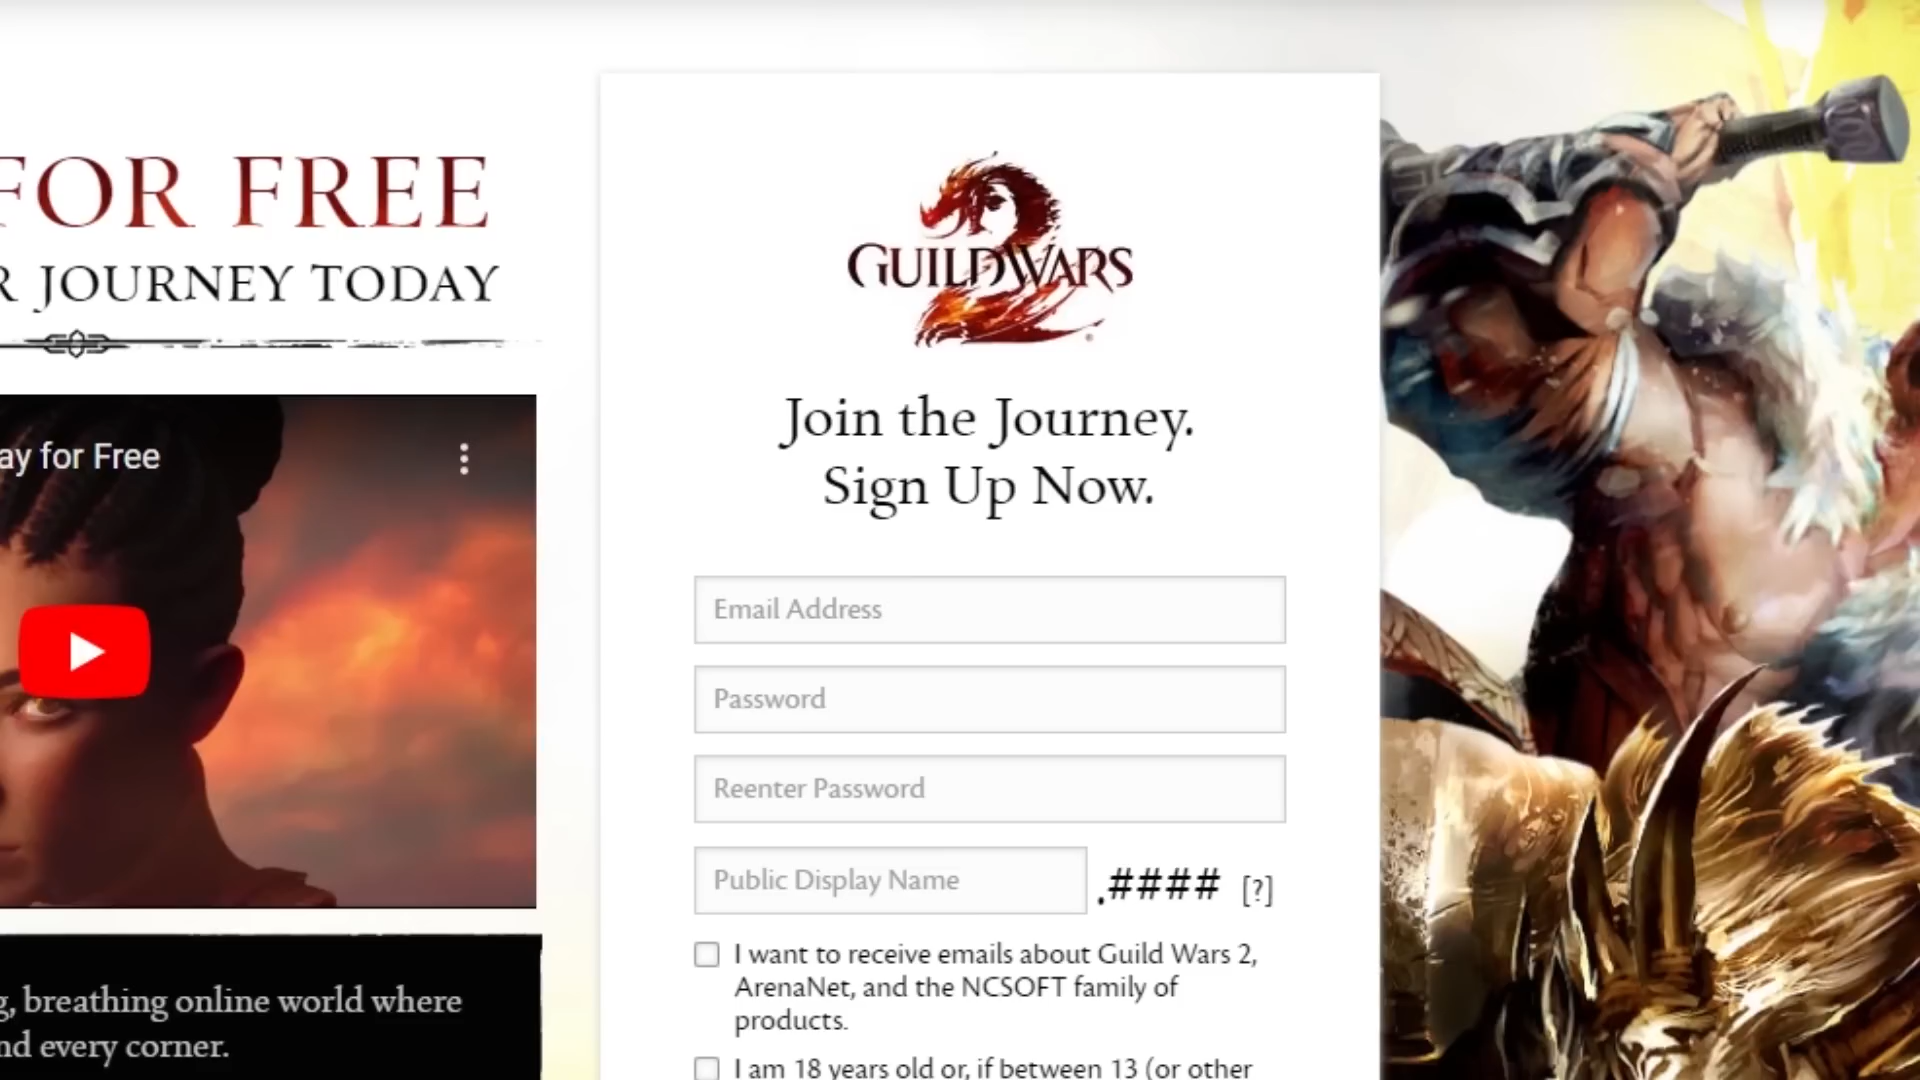 FOR FREE
R JOURNEY TODAY
ay for Free
g, breathing online world where
nd every corner.
GUILD WARS
2
Join the Journey.
Sign Up Now.
Email Address
Password
Reenter Password
Public Display Name .#### [?]
I want to receive emails about Guild Wars 2,
ArenaNet, and the NCSOFT family of
products.
I am 18 years old or, if between 13 (or other